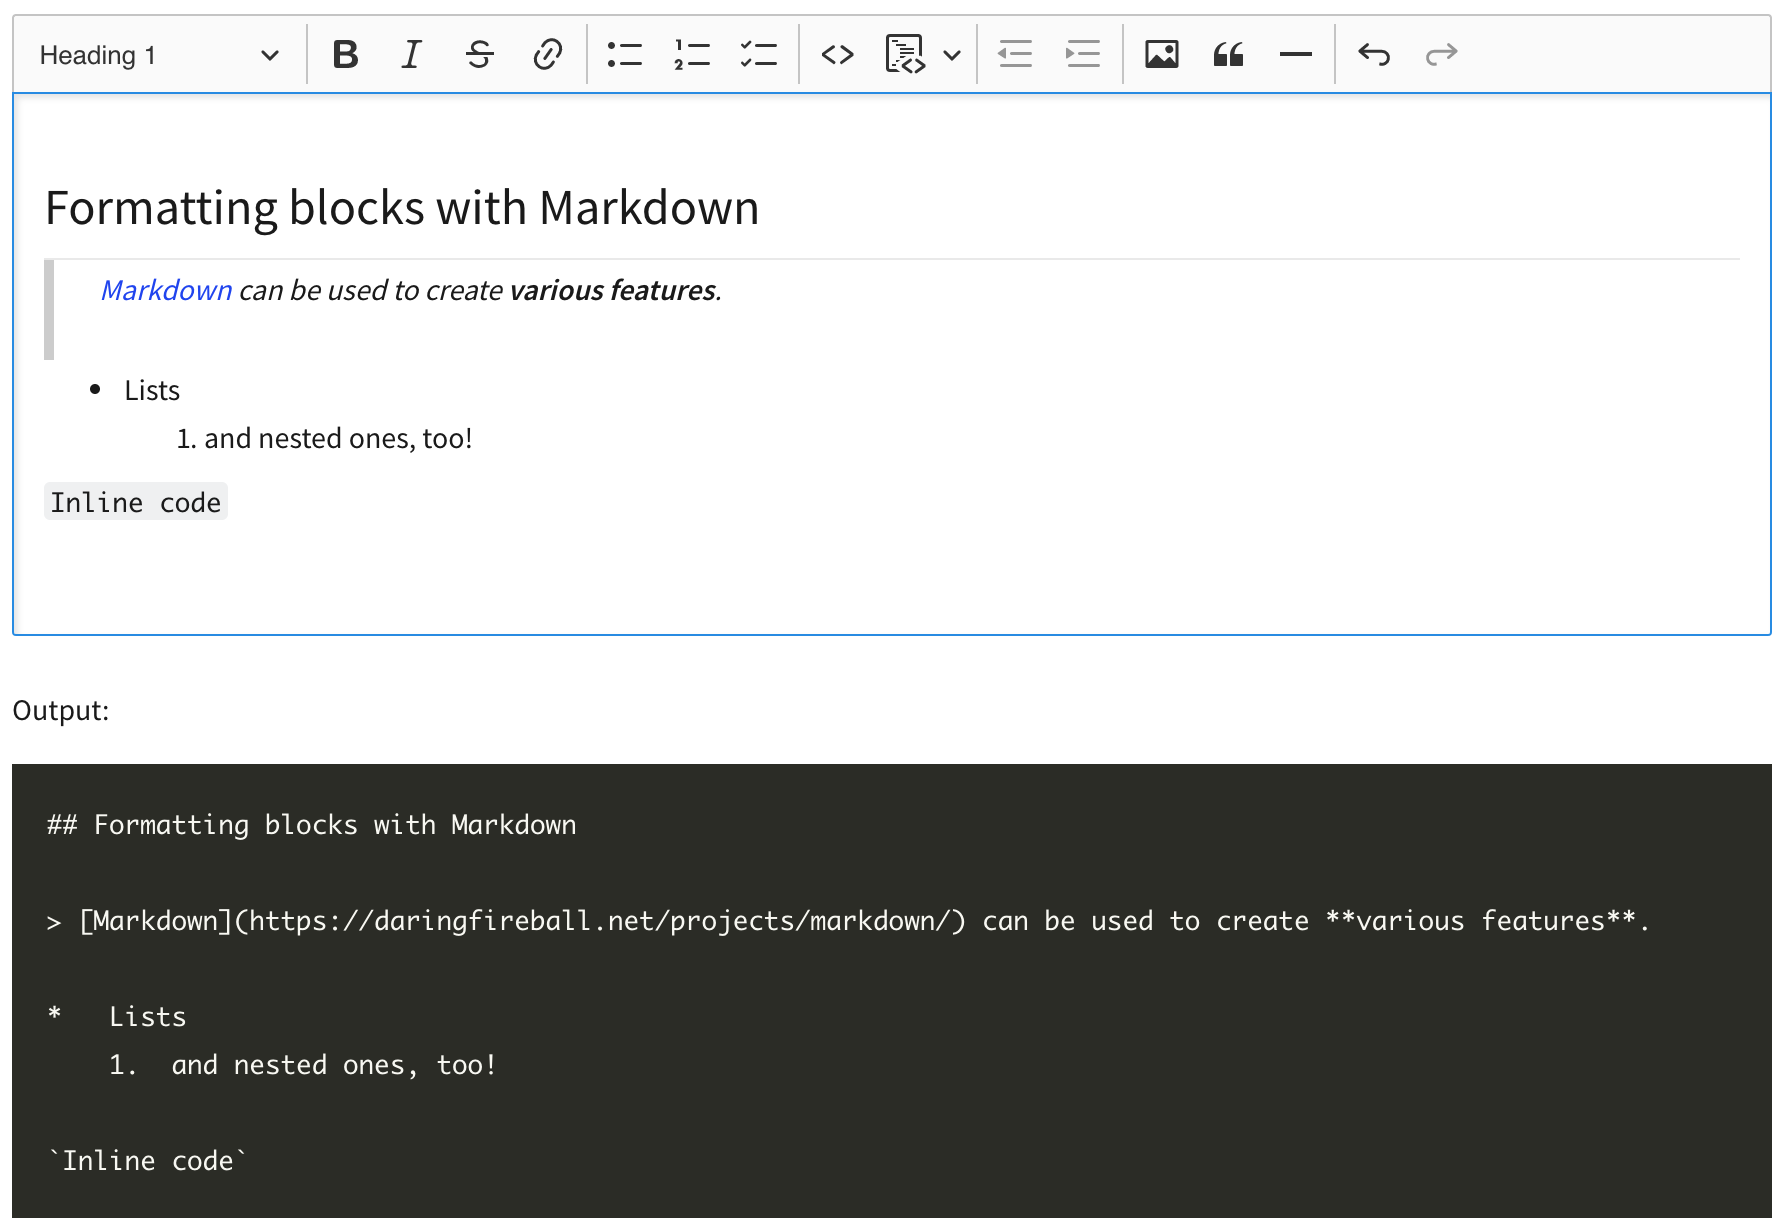 Heading 1
Formatting blocks with Markdown
Markdown can be used to create various features.
• Lists
1. and nested ones, too!
Inline code
Output:
## Formatting blocks with Markdown
> [Markdown](https://daringfireball.net/projects/markdown/) can be used to create **various features**.
*   Lists
    1.  and nested ones, too!
`Inline code`